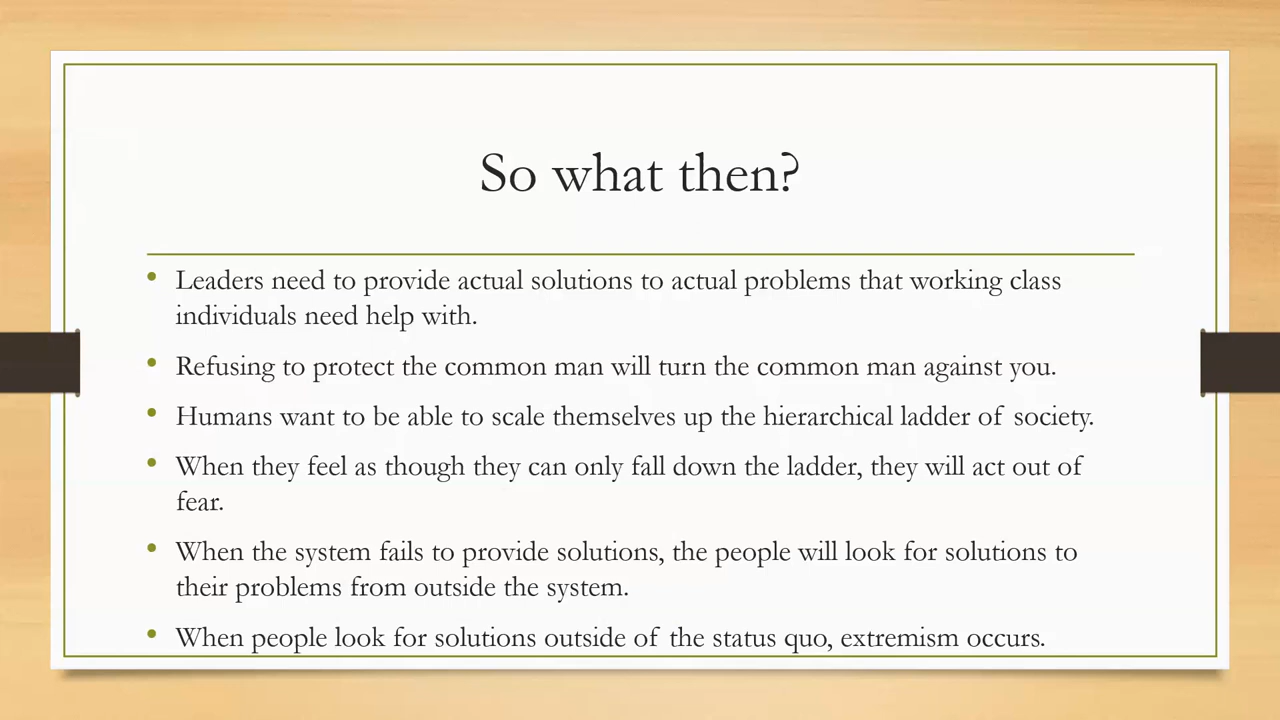 So what then?
• Leaders need to provide actual solutions to actual problems that working class
individuals need help with.
• Refusing to protect the common man will turn the common man against you.
• Humans want to be able to scale themselves up the hierarchical ladder of society.
• When they feel as though they can only fall down the ladder, they will act out of
fear.
• When the system fails to provide solutions, the people will look for solutions to
their problems from outside the system.
• When people look for solutions outside of the status quo, extremism occurs.